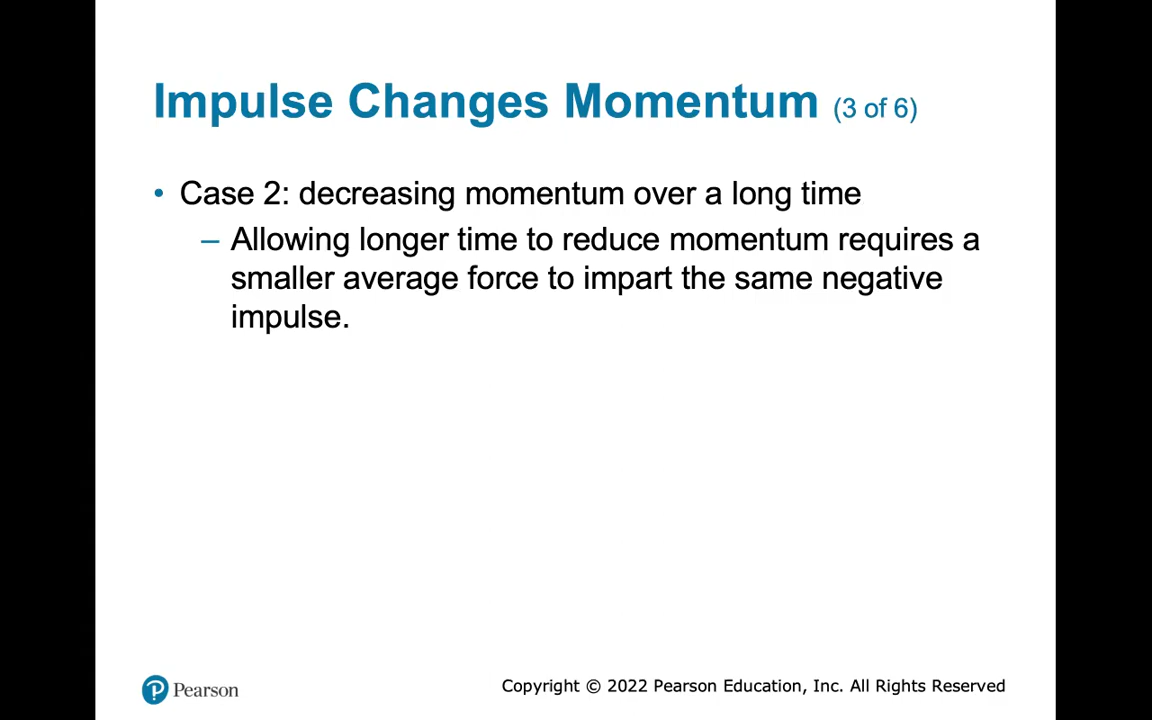 Impulse Changes Momentum (3 of 6)
• Case 2: decreasing momentum over a long time
– Allowing longer time to reduce momentum requires a
smaller average force to impart the same negative
impulse.
Pearson
Copyright © 2022 Pearson Education, Inc. All Rights Reserved